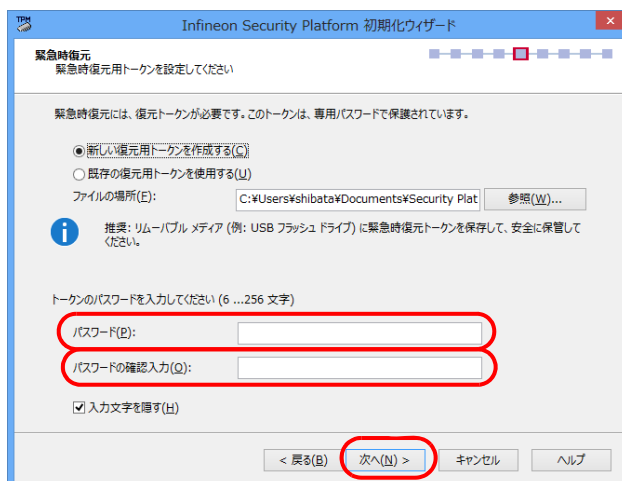 TPM
Infineon Security Platform 初期化ウィザード
緊急時復元
緊急時復元用トークンを設定してください
緊急時復元には、復元トークンが必要です。このトークンは、専用パスワードで保護されています。
新しい復元用トークンを作成する(C)
既存の復元用トークンを使用する(U)
ファイルの場所(F):
C:¥Users¥shibata¥Documents¥Security Plat
参照(W)...
推奨: リムーバブル メディア (例: USB フラッシュ ドライブ) に緊急時復元トークンを保存して、安全に保管して
ください。
トークンのパスワードを入力してください (6 ...256 文字)
パスワード(P):
パスワードの確認入力(O):
入力文字を隠す(H)
< 戻る(B)
次へ(N) >
キャンセル
ヘルプ